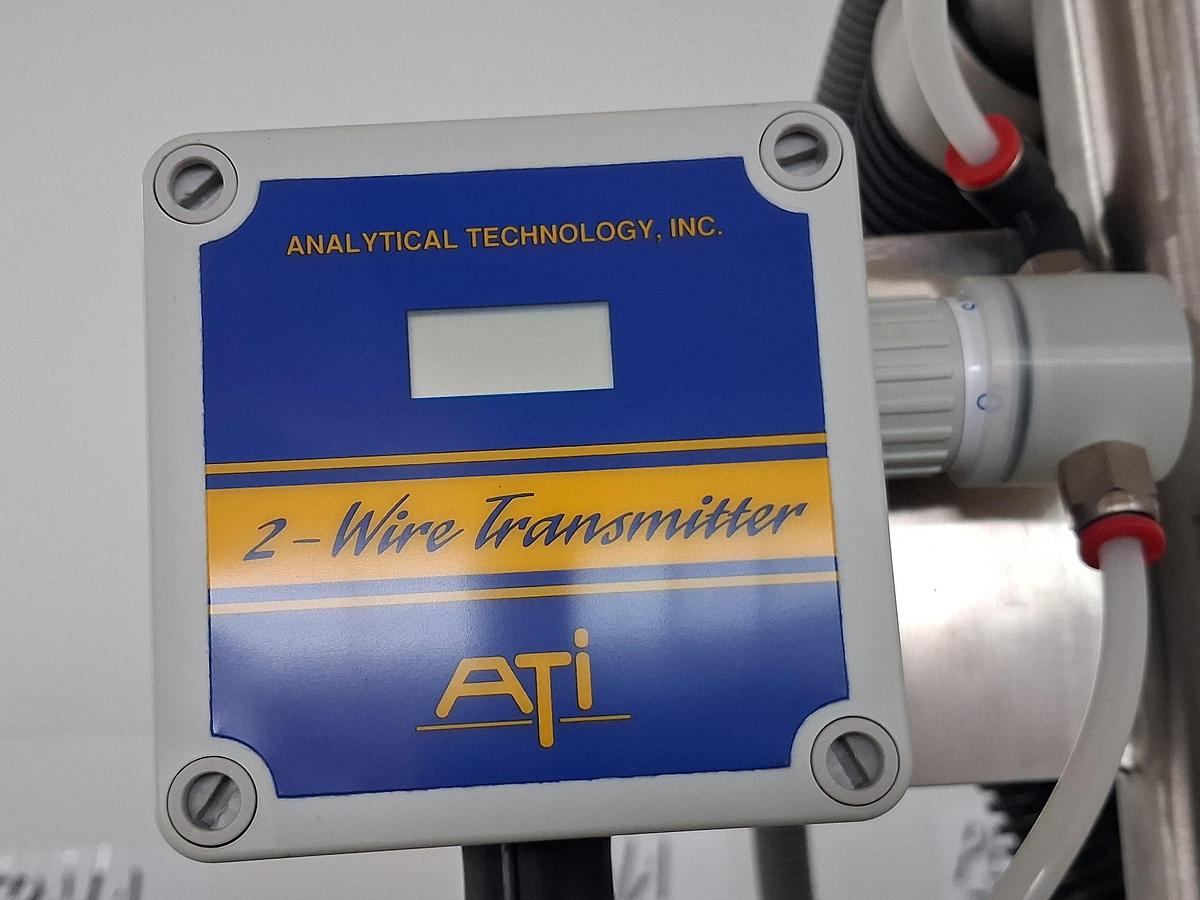 ANALYTICAL TECHNOLOGY, INC.
2-Wire Transmitter
ATi